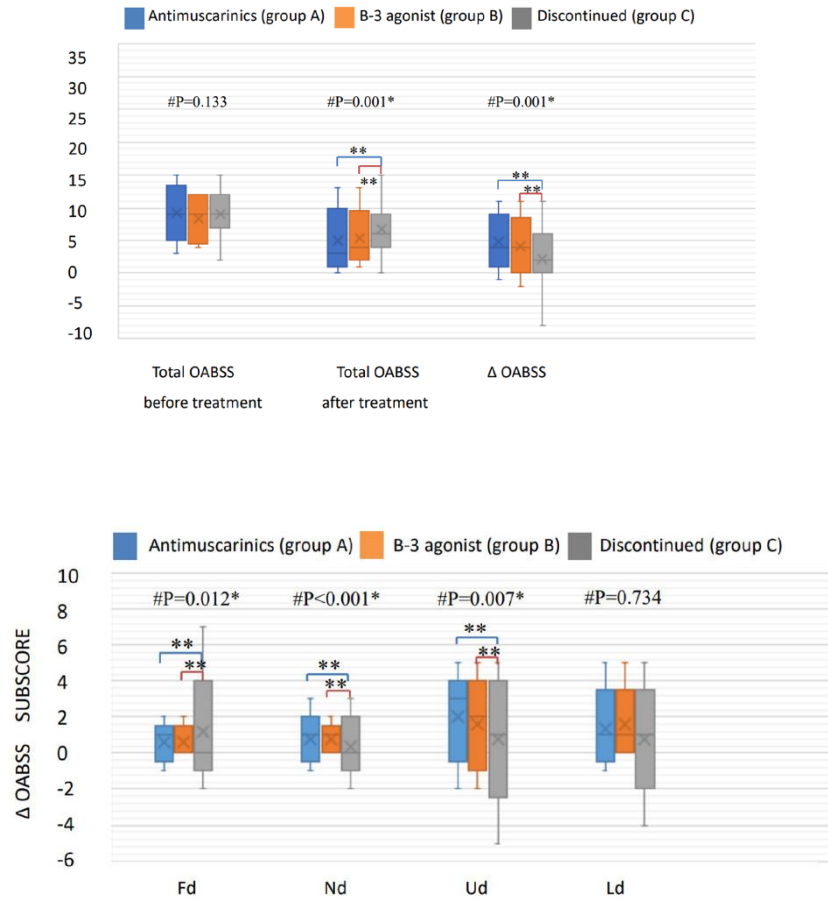 Antimuscarinics (group A) B-3 agonist (group B) Discontinued (group C)
35
30
25
20
15
10
5
0
-5
-10
#P=0.133 #P=0.001* #P=0.001*
** **
** **
Total OABSS Total OABSS Δ OABSS
before treatment after treatment
Antimuscarinics (group A) B-3 agonist (group B) Discontinued (group C)
Δ OABSS SUBSCORE
10
8
6
4
2
0
-2
-4
-6
#P=0.012* #P<0.001* #P=0.007* #P=0.734
** ** **
** ** **
Fd Nd Ud Ld